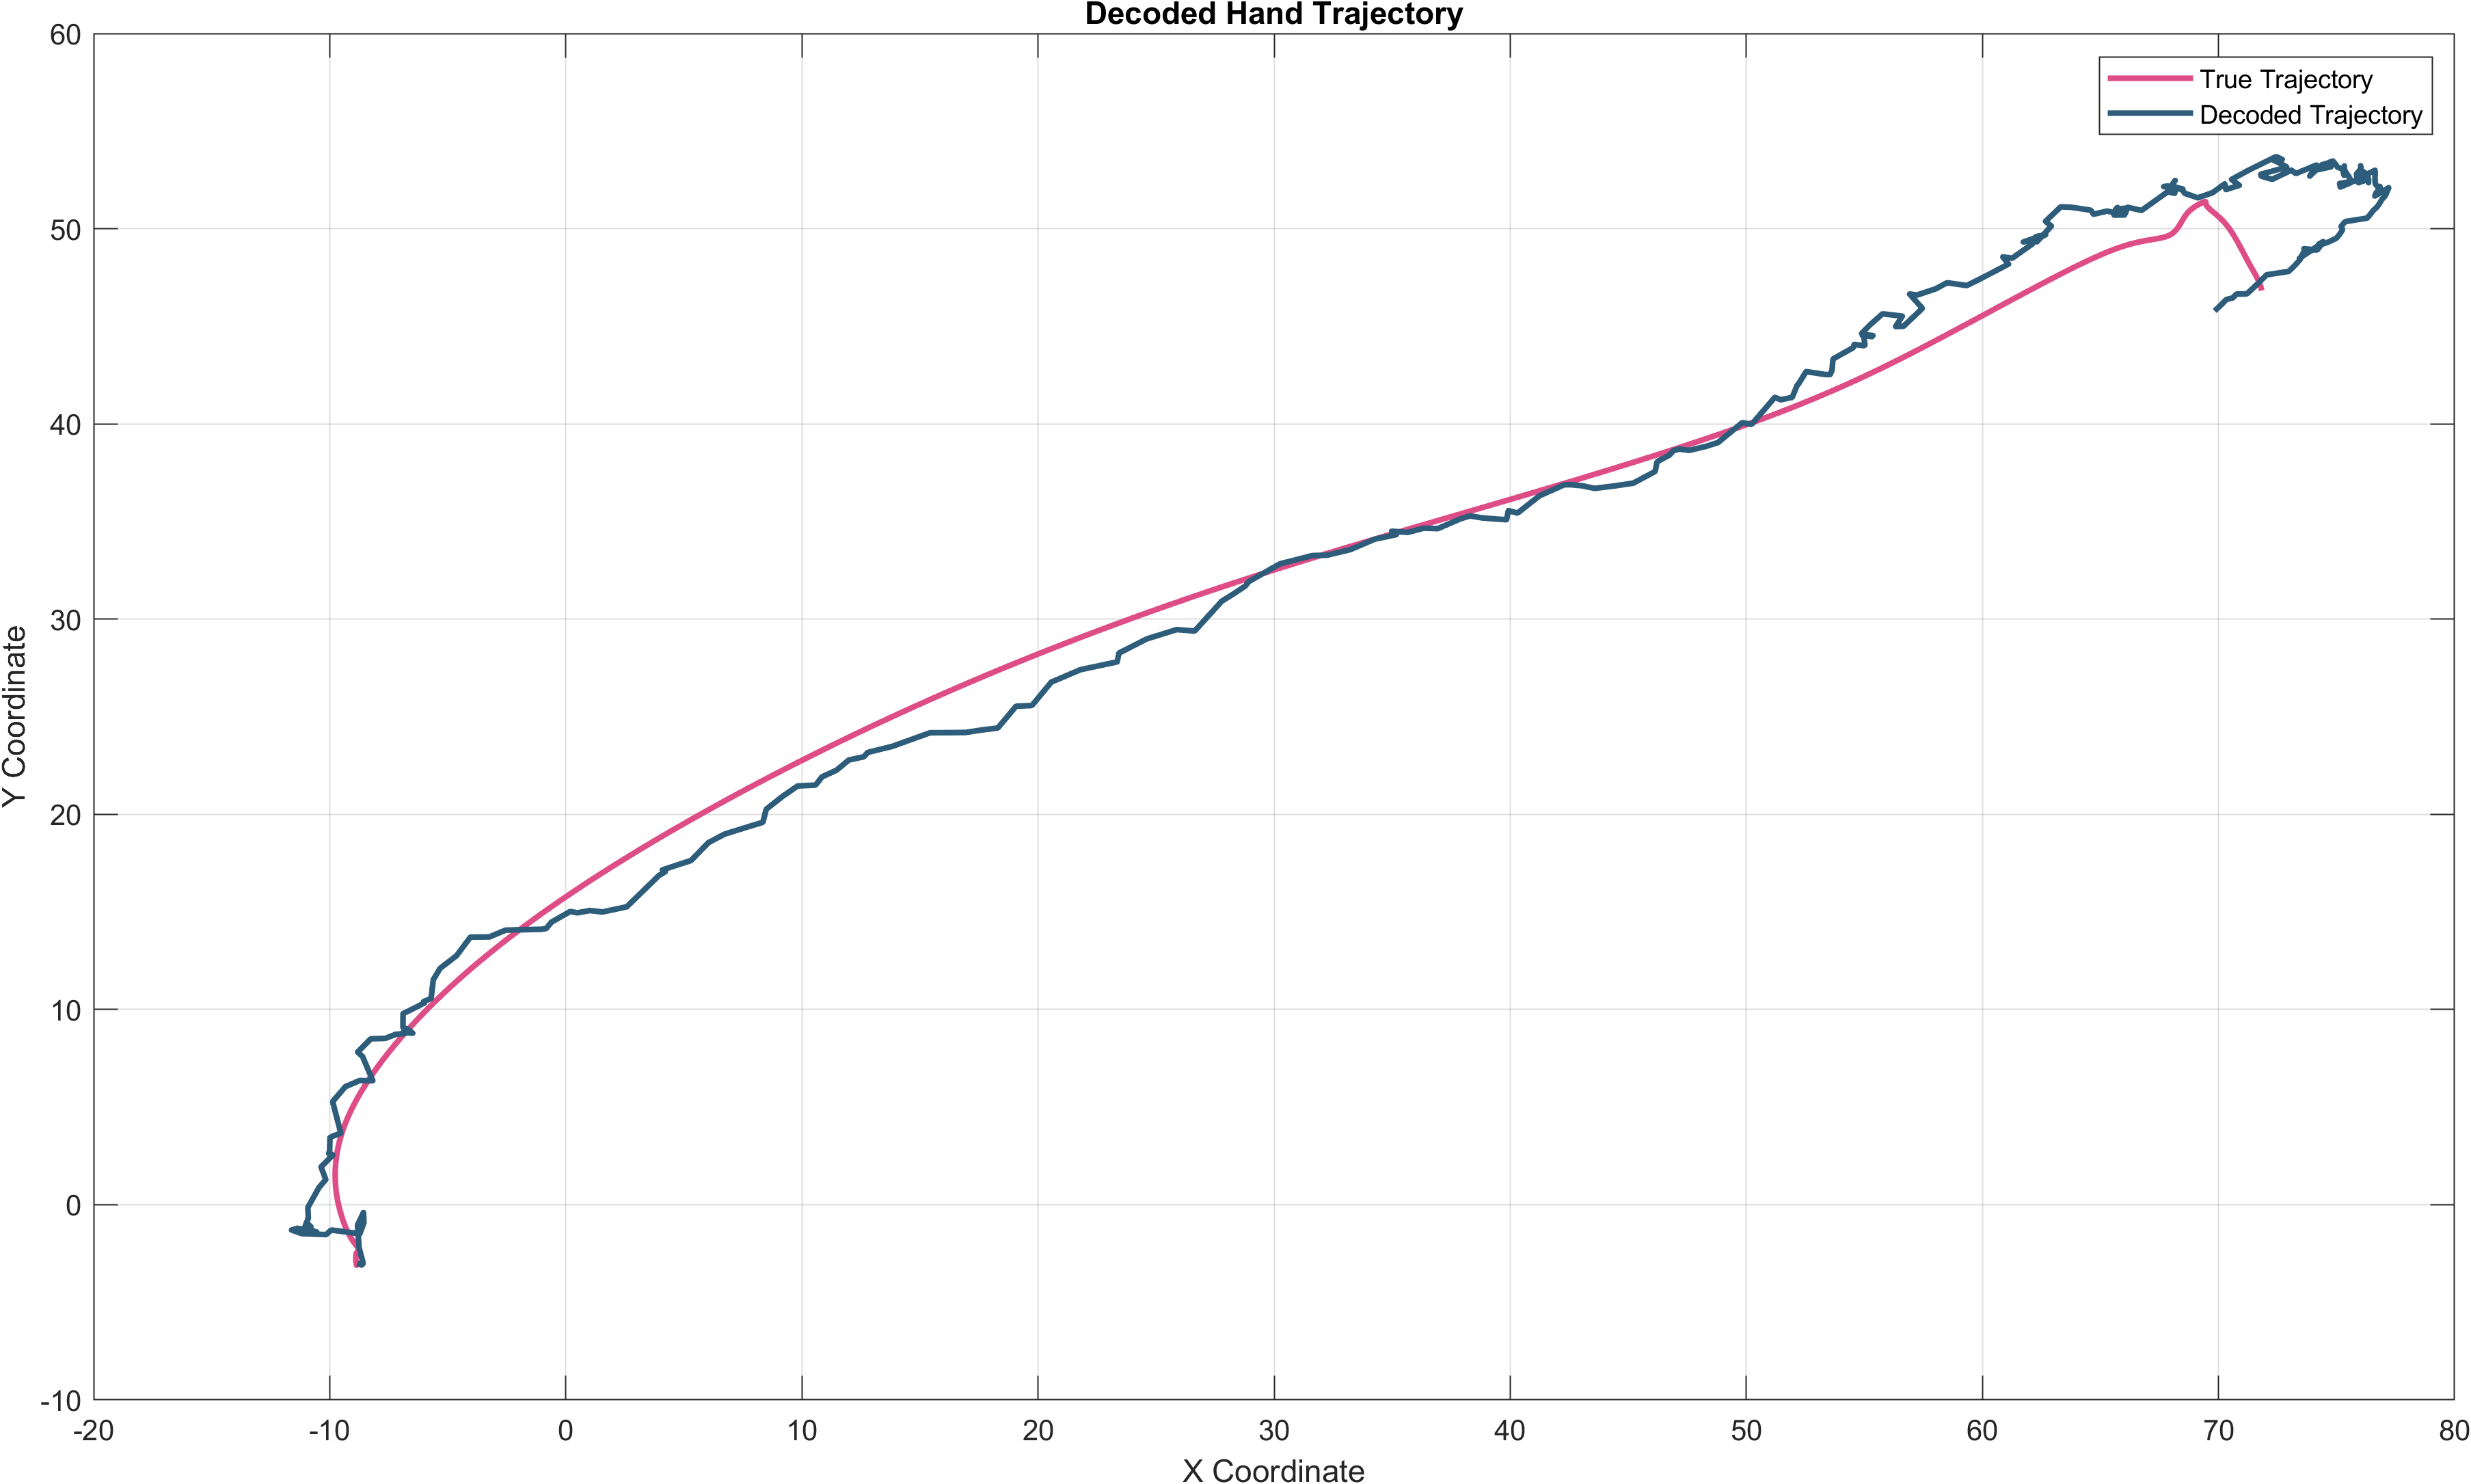 Decoded Hand Trajectory
True Trajectory
Decoded Trajectory
60
50
40
30
20
10
0
-10
Y Coordinate
-20 -10 0 10 20 30 40 50 60 70 80
X Coordinate